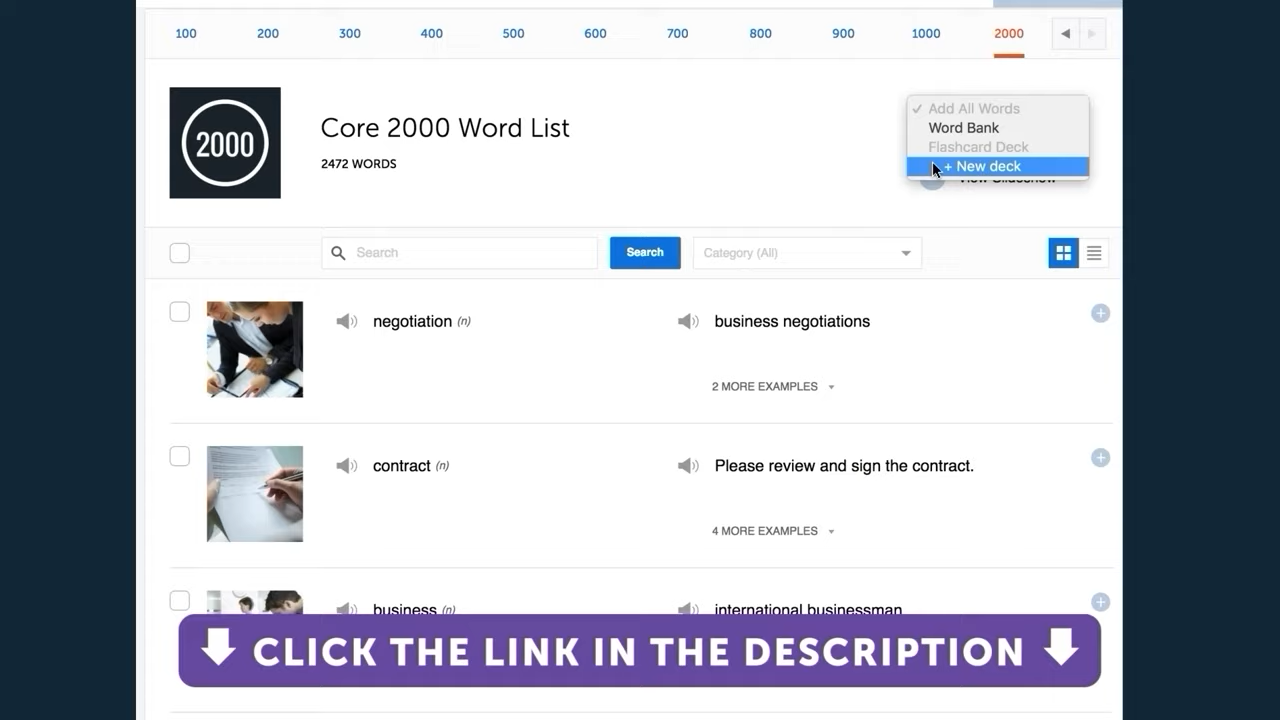 100 200 300 400 500 600 700 800 900 1000 2000
2000
Core 2000 Word List
2472 WORDS
✓ Add All Words
Word Bank
Flashcard Deck
+ New deck
View Slideshow
Search
Search
Category (All)
negotiation (n)
business negotiations
2 MORE EXAMPLES
contract (n)
Please review and sign the contract.
4 MORE EXAMPLES
business (n)
international businessman
CLICK THE LINK IN THE DESCRIPTION